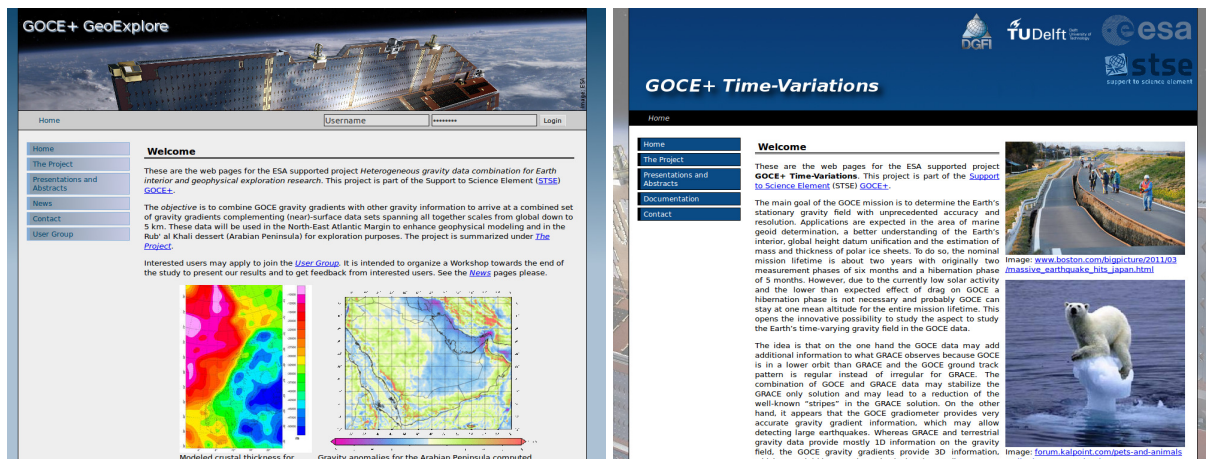 GOCE+ GeoExplore
Image: ESA
Home
Username
********
Login
Home
The Project
Presentations and
Abstracts
News
Contact
User Group
Welcome
These are the web pages for the ESA supported project Heterogeneous gravity data combination for Earth
interior and geophysical exploration research. This project is part of the Support to Science Element (STSE)
GOCE+.
The objective is to combine GOCE gravity gradients with other gravity information to arrive at a combined set
of gravity gradients complementing (near)-surface data sets spanning all together scales from global down to
5 km. These data will be used in the North-East Atlantic Margin to enhance geophysical modeling and in the
Rub' al Khali dessert (Arabian Peninsula) for exploration purposes. The project is summarized under The
Project.
Interested users may apply to join the User Group. It is intended to organize a Workshop towards the end of
the study to present our results and to get feedback from interested users. See the News pages please.
Modeled crustal thickness for
Gravity anomalies for the Arabian Peninsula computed
DGFI
TUDelft
esa
stse
support to science element
GOCE+ Time-Variations
Home
Home
The Project
Presentations and
Abstracts
Documentation
Contact
Welcome
These are the web pages for the ESA supported project
GOCE+ Time-Variations. This project is part of the Support
to Science Element (STSE) GOCE+.
The main goal of the GOCE mission is to determine the Earth's
stationary gravity field with unprecedented accuracy and
resolution. Applications are expected in the area of marine
geoid determination, a better understanding of the Earth's
interior, global height datum unification and the estimation of
mass and thickness of polar ice sheets. To do so, the nominal
mission lifetime is about two years with originally two
measurement phases of six months and a hibernation phase
of 5 months. However, due to the currently low solar activity
and the lower than expected effect of drag on GOCE a
hibernation phase is not necessary and probably can GOCE
stay at one mean altitude for the entire mission lifetime. This
opens the innovative possibility to study the aspect to study
the Earth's time-varying gravity field in the GOCE data.
The idea is that on the one hand the GOCE data may add
additional information to what GRACE observes because GOCE
is in a lower orbit than GRACE and the GOCE ground track
pattern is regular instead of irregular for GRACE. The
combination of GOCE and GRACE data may stabilize the
GRACE only solution and may lead to a reduction of the
well-known "stripes" in the GRACE solution. On the other
hand, it appears that the GOCE gradiometer provides very
accurate gravity gradient information, which may allow
detecting large earthquakes. Whereas GRACE and terrestrial
gravity data provide mostly 1D information on the gravity
field, the GOCE gravity gradients provide 3D information,
Image: www.boston.com/bigpicture/2011/03
/massive_earthquake_hits_japan.html
Image: forum.kalpoint.com/pets-and-animals